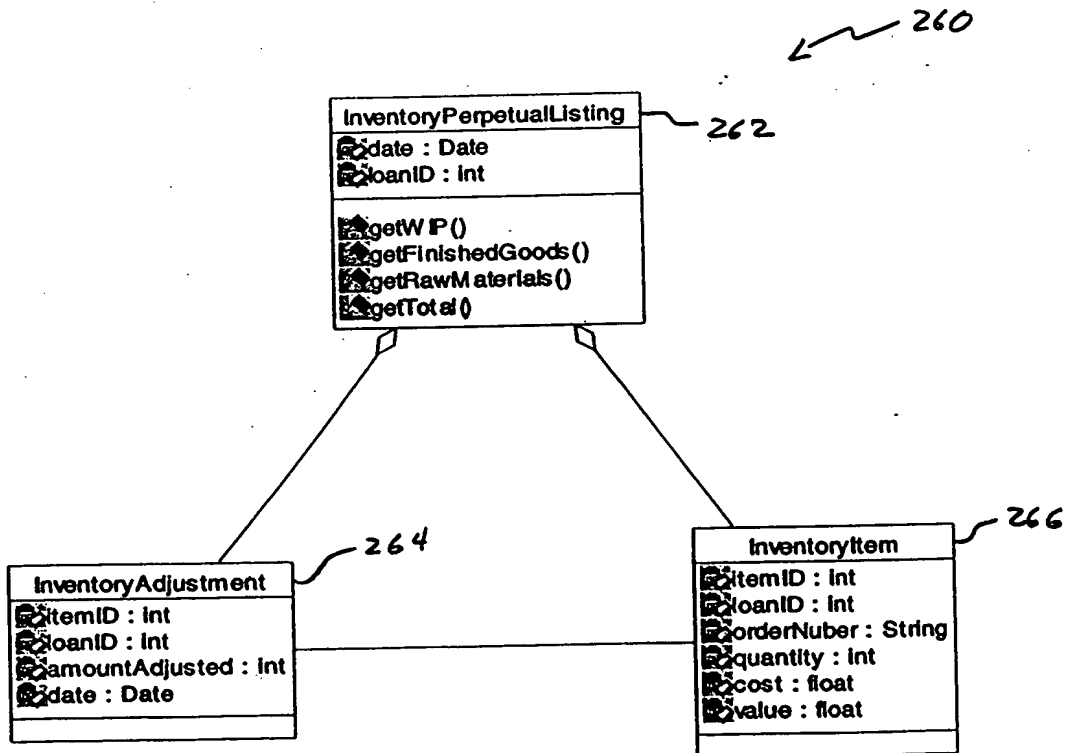 260
InventoryPerpetualListing
262
date : Date
loanID : int
getWIP()
getFinishedGoods()
getRawMaterials()
getTotal()
264
266
InventoryAdjustment
itemID : int
loanID : int
amountAdjusted : int
date : Date
InventoryItem
itemID : int
loanID : int
orderNuber : String
quantity : int
cost : float
value : float